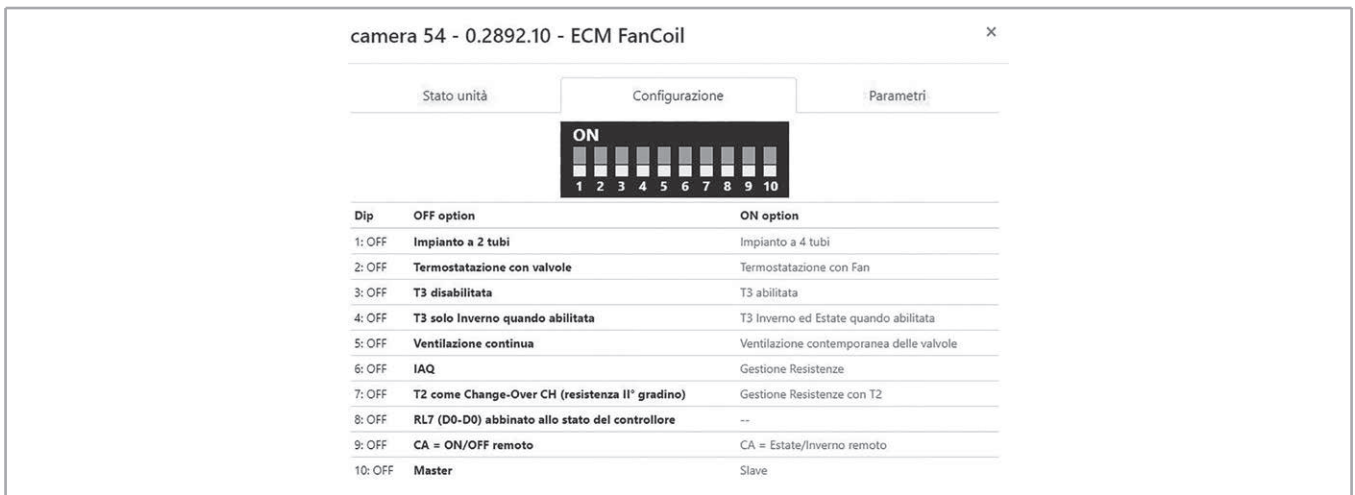 camera 54 - 0.2892.10 - ECM FanCoil ×
Stato unità Configurazione Parametri
ON
1 2 3 4 5 6 7 8 9 10
Dip OFF option ON option
1: OFF Impianto a 2 tubi Impianto a 4 tubi
2: OFF Termostatazione con valvole Termostatazione con Fan
3: OFF T3 disabilitata T3 abilitata
4: OFF T3 solo Inverno quando abilitata T3 Inverno ed Estate quando abilitata
5: OFF Ventilazione continua Ventilazione contemporanea delle valvole
6: OFF IAQ Gestione Resistenze
7: OFF T2 come Change-Over CH (resistenza II° gradino) Gestione Resistenze con T2
8: OFF RL7 (D0-D0) abbinato allo stato del controllore --
9: OFF CA = ON/OFF remoto CA = Estate/Inverno remoto
10: OFF Master Slave